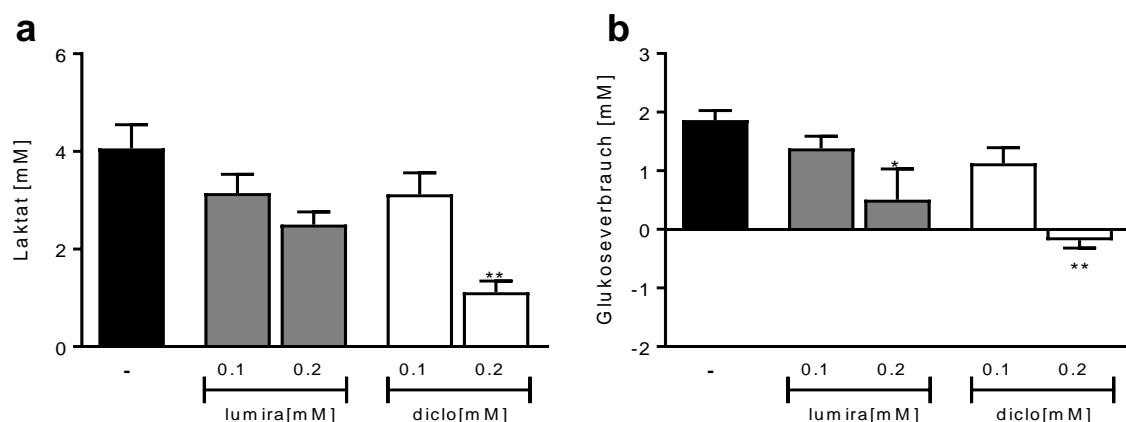 a
6
4
2
0
Laktat [mM]
- 0.1 0.2 0.1 0.2
**
lumira[mM] diclo[mM]
b
3
2
1
0
-1
-2
Glukoseverbrauch [mM]
*
**
- 0.1 0.2 0.1 0.2
lumira[mM] diclo[mM]